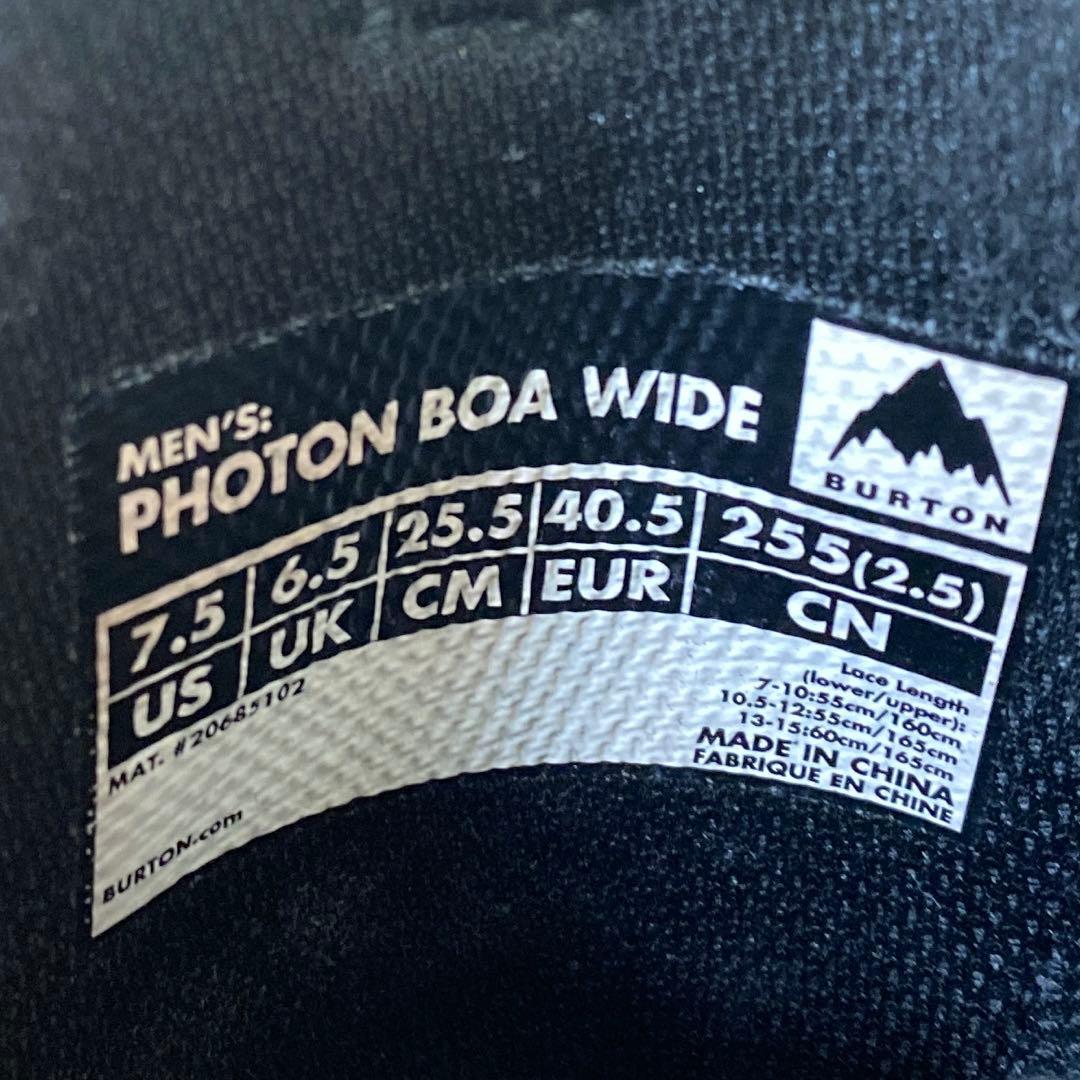 MEN'S:
PHOTON BOA WIDE
BURTON
7.5 6.5 25.5 40.5 255(2.5)
US UK CM EUR CN
MAT. #20685102
BURTON.com
Lace Length
(lower/upper):
7-10:55cm/160cm
10.5-12:55cm/165cm
13-15:60cm/165cm
MADE IN CHINA
FABRIQUE EN CHINE